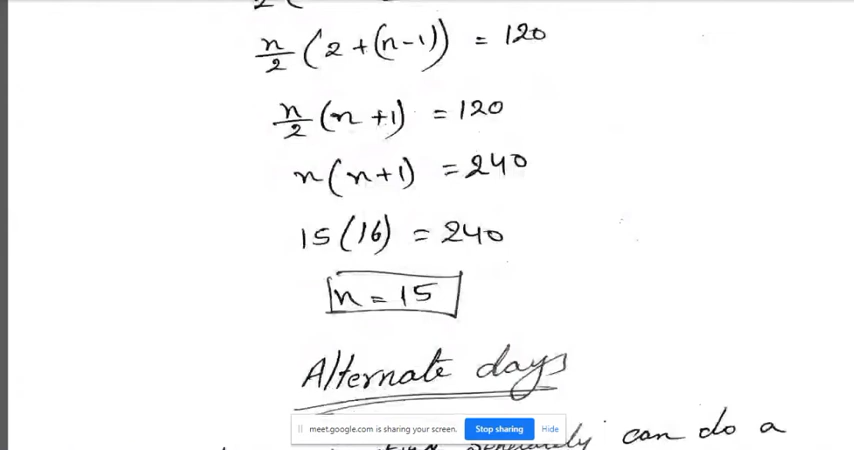 n/2 (2 + (n-1)) = 120
n/2 (n +1) = 120
n(n+1) = 240
15(16) = 240
n = 15
Alternate days
meet.google.com is sharing your screen. Stop sharing Hide
can do a